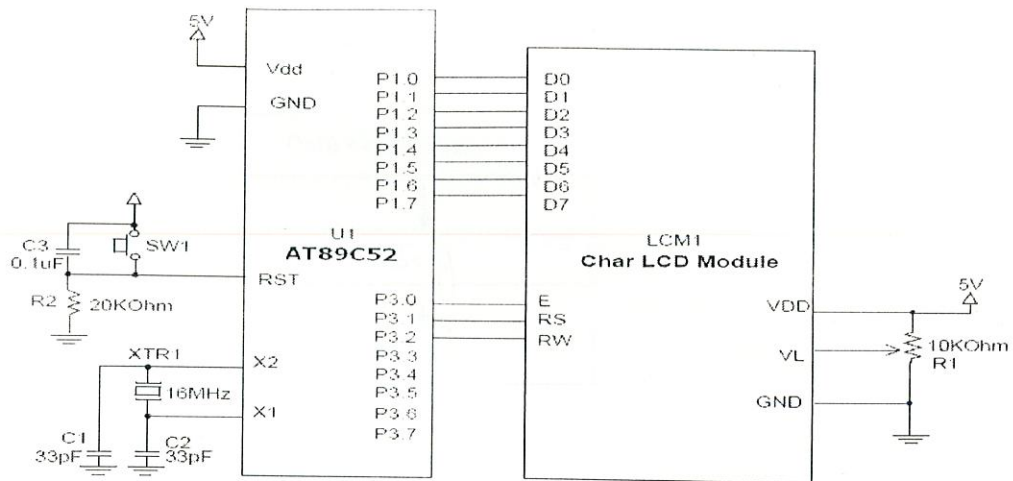 5V
Vdd
GND
P1.0
P1.1
P1.2
P1.3
P1.4
P1.5
P1.6
P1.7
D0
D1
D2
D3
D4
D5
D6
D7
C3
0.1uF
SW1
U1
AT89C52
RST
R2
20KOhm
LCM1
Char LCD Module
P3.0
P3.1
P3.2
P3.3
P3.4
P3.5
P3.6
P3.7
E
RS
RW
VDD
5V
VL
10KOhm
R1
GND
XTR1
X2
16MHz
X1
C1
33pF
C2
33pF